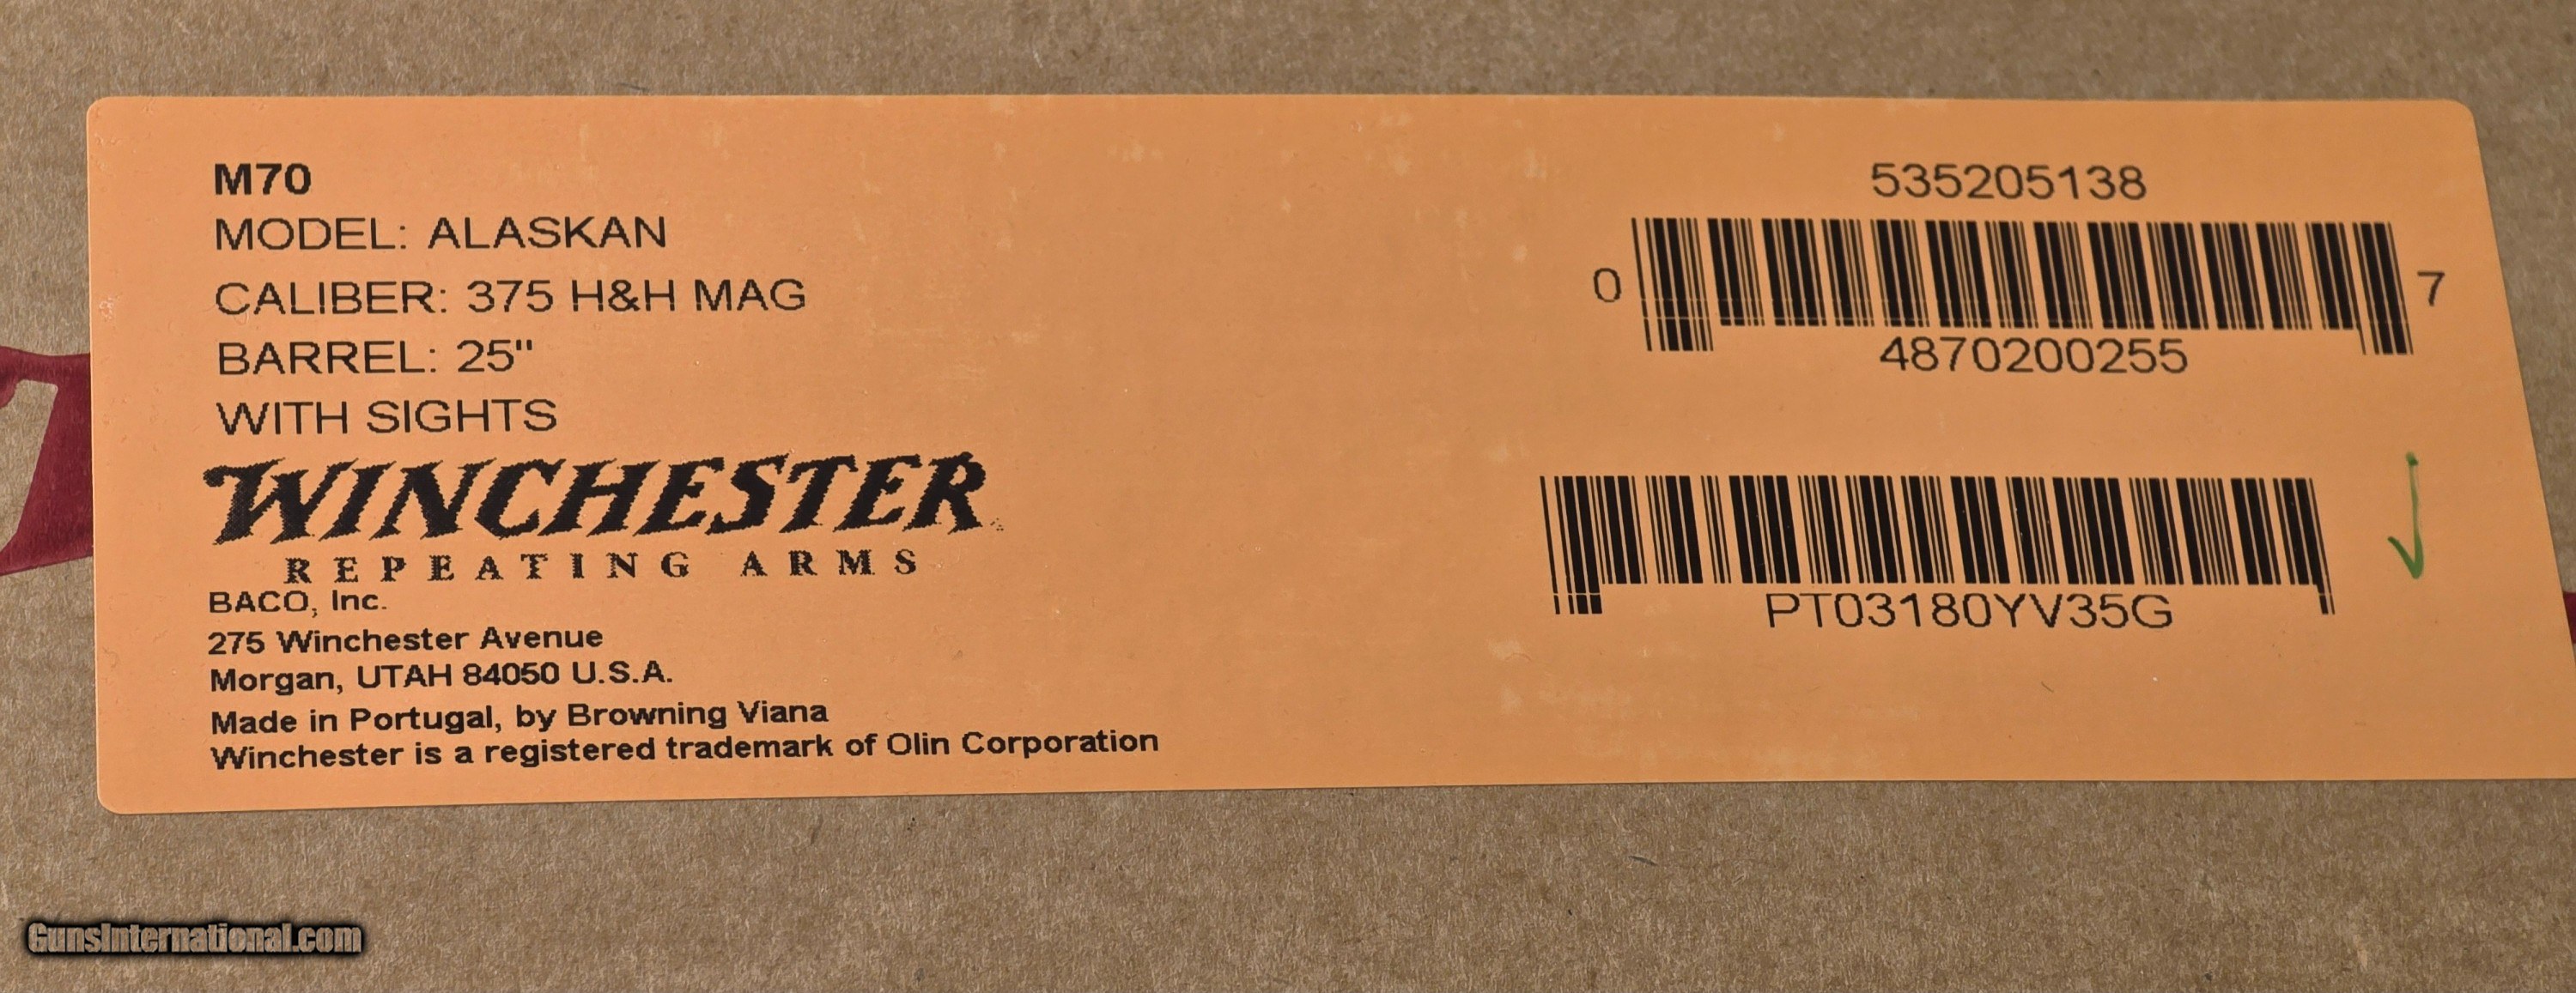 M70
MODEL: ALASKAN
CALIBER: 375 H&H MAG
BARREL: 25"
WITH SIGHTS
WINCHESTER
REPEATING ARMS
BACO, Inc.
275 Winchester Avenue
Morgan, UTAH 84050 U.S.A.
Made in Portugal, by Browning Viana
Winchester is a registered trademark of Olin Corporation
535205138
0 4870200255 7
PT03180YV35G
GunsInternational.com